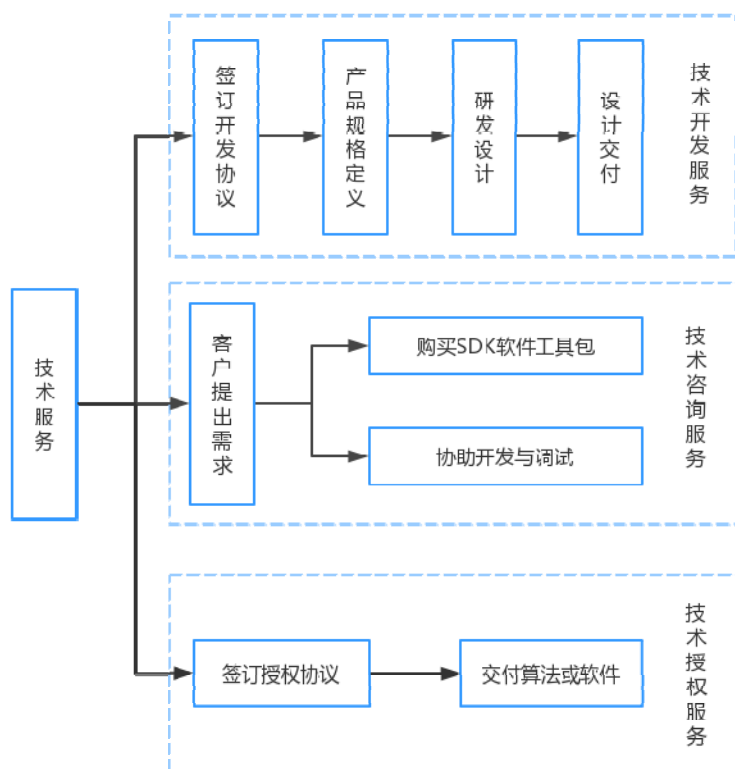 签订开发协议
产品规格定义
研发设计
设计交付
技术开发服务
技术服务
客户提出需求
购买SDK软件工具包
协助开发与调试
技术咨询服务
签订授权协议
交付算法或软件
技术授权服务